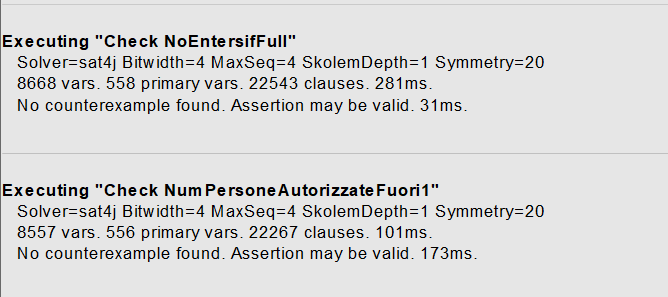 Executing "Check NoEntersifFull"
Solver=sat4j Bitwidth=4 MaxSeq=4 SkolemDepth=1 Symmetry=20
8668 vars. 558 primary vars. 22543 clauses. 281ms.
No counterexample found. Assertion may be valid. 31ms.
Executing "Check NumPersoneAutorizzateFuori1"
Solver=sat4j Bitwidth=4 MaxSeq=4 SkolemDepth=1 Symmetry=20
8557 vars. 556 primary vars. 22267 clauses. 101ms.
No counterexample found. Assertion may be valid. 173ms.